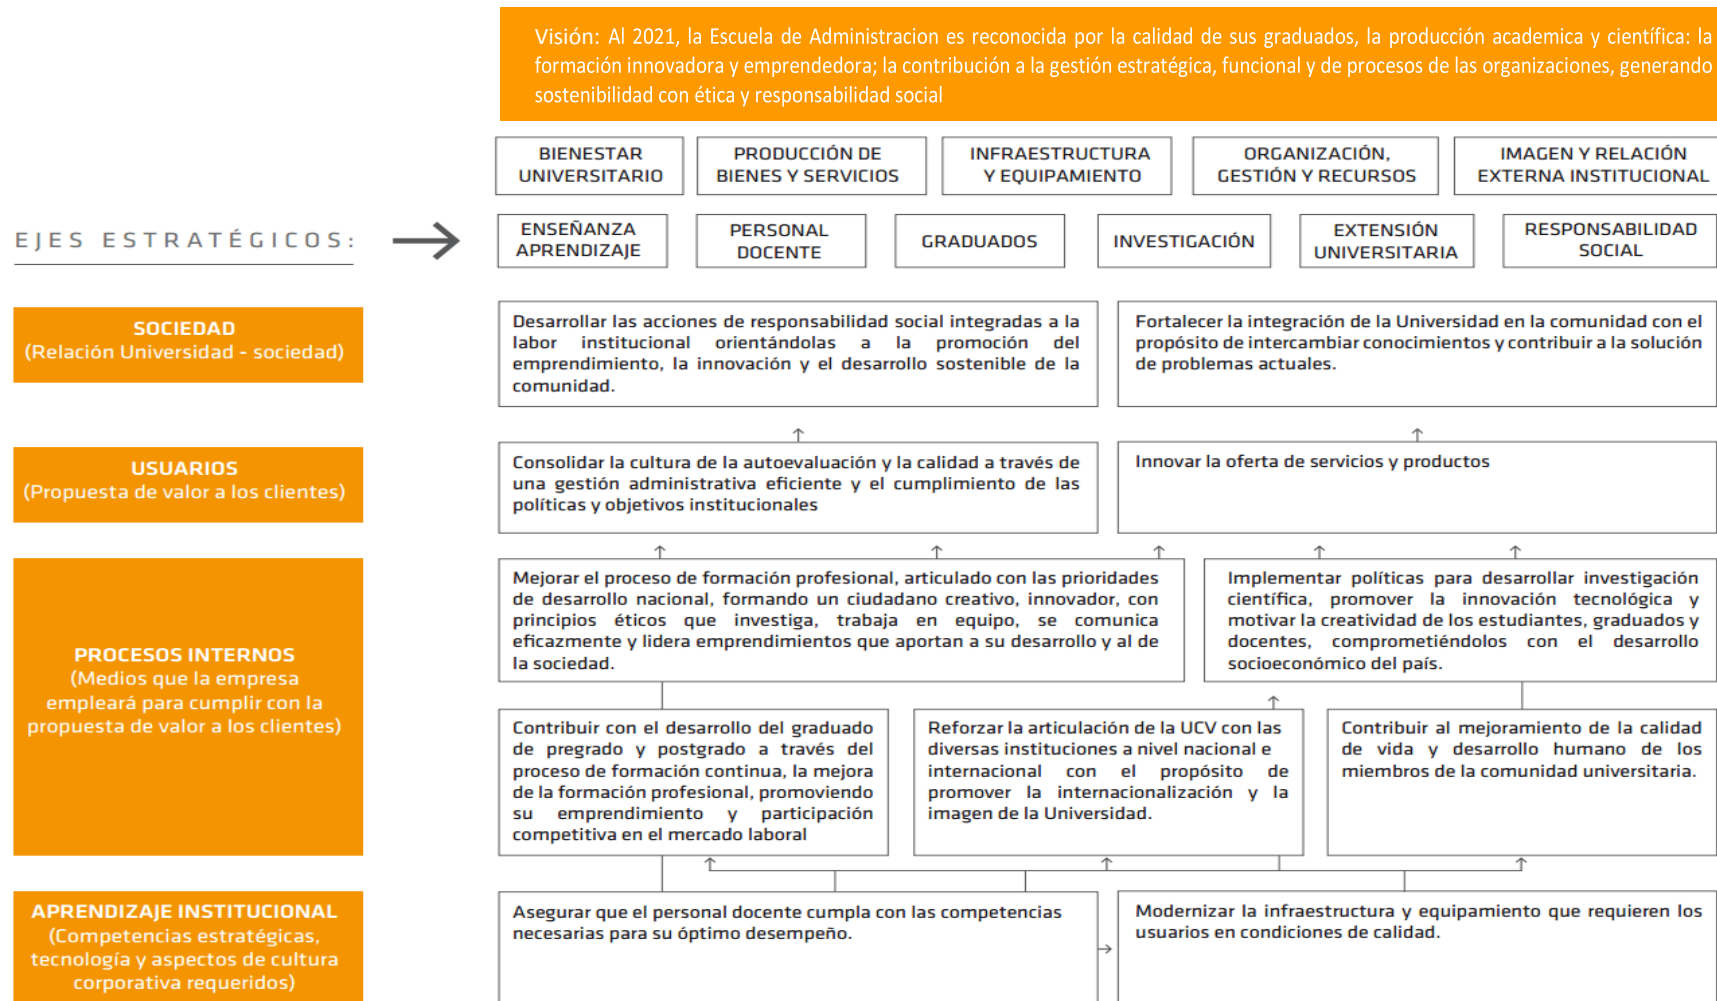 Visión: Al 2021, la Escuela de Administracion es reconocida por la calidad de sus graduados, la producción academica y científica: la
formación innovadora y emprendedora; la contribución a la gestión estratégica, funcional y de procesos de las organizaciones, generando
sostenibilidad con ética y responsabilidad social
BIENESTAR
UNIVERSITARIO
PRODUCCIÓN DE
BIENES Y SERVICIOS
INFRAESTRUCTURA
Y EQUIPAMIENTO
ORGANIZACIÓN,
GESTIÓN Y RECURSOS
IMAGEN Y RELACIÓN
EXTERNA INSTITUCIONAL
EJES ESTRATÉGICOS:
ENSEÑANZA
APRENDIZAJE
PERSONAL
DOCENTE
GRADUADOS
INVESTIGACIÓN
EXTENSIÓN
UNIVERSITARIA
RESPONSABILIDAD
SOCIAL
SOCIEDAD
(Relación Universidad - sociedad)
Desarrollar las acciones de responsabilidad social integradas a la
labor institucional orientándolas a la promoción del
emprendimiento, la innovación y el desarrollo sostenible de la
comunidad.
Fortalecer la integración de la Universidad en la comunidad con el
propósito de intercambiar conocimientos y contribuir a la solución
de problemas actuales.
USUARIOS
(Propuesta de valor a los clientes)
Consolidar la cultura de la autoevaluación y la calidad a través de
una gestión administrativa eficiente y el cumplimiento de las
políticas y objetivos institucionales
Innovar la oferta de servicios y productos
PROCESOS INTERNOS
(Medios que la empresa
empleará para cumplir con la
propuesta de valor a los clientes)
Mejorar el proceso de formación profesional, articulado con las prioridades
de desarrollo nacional, formando un ciudadano creativo, innovador, con
principios éticos que investiga, trabaja en equipo, se comunica
eficazmente y lidera emprendimientos que aportan a su desarrollo y al de
la sociedad.
Implementar políticas para desarrollar investigación
científica, promover la innovación tecnológica y
motivar la creatividad de los estudiantes, graduados y
docentes, comprometiéndolos con el desarrollo
socioeconómico del país.
Contribuir con el desarrollo del graduado
de pregrado y postgrado a través del
proceso de formación continua, la mejora
de la formación profesional, promoviendo
su emprendimiento y participación
competitiva en el mercado laboral
Reforzar la articulación de la UCV con las
diversas instituciones a nivel nacional e
internacional con el propósito de
promover la internacionalización y la
imagen de la Universidad.
Contribuir al mejoramiento de la calidad
de vida y desarrollo humano de los
miembros de la comunidad universitaria.
APRENDIZAJE INSTITUCIONAL
(Competencias estratégicas,
tecnología y aspectos de cultura
corporativa requeridos)
Asegurar que el personal docente cumpla con las competencias
necesarias para su óptimo desempeño.
Modernizar la infraestructura y equipamiento que requieren los
usuarios en condiciones de calidad.